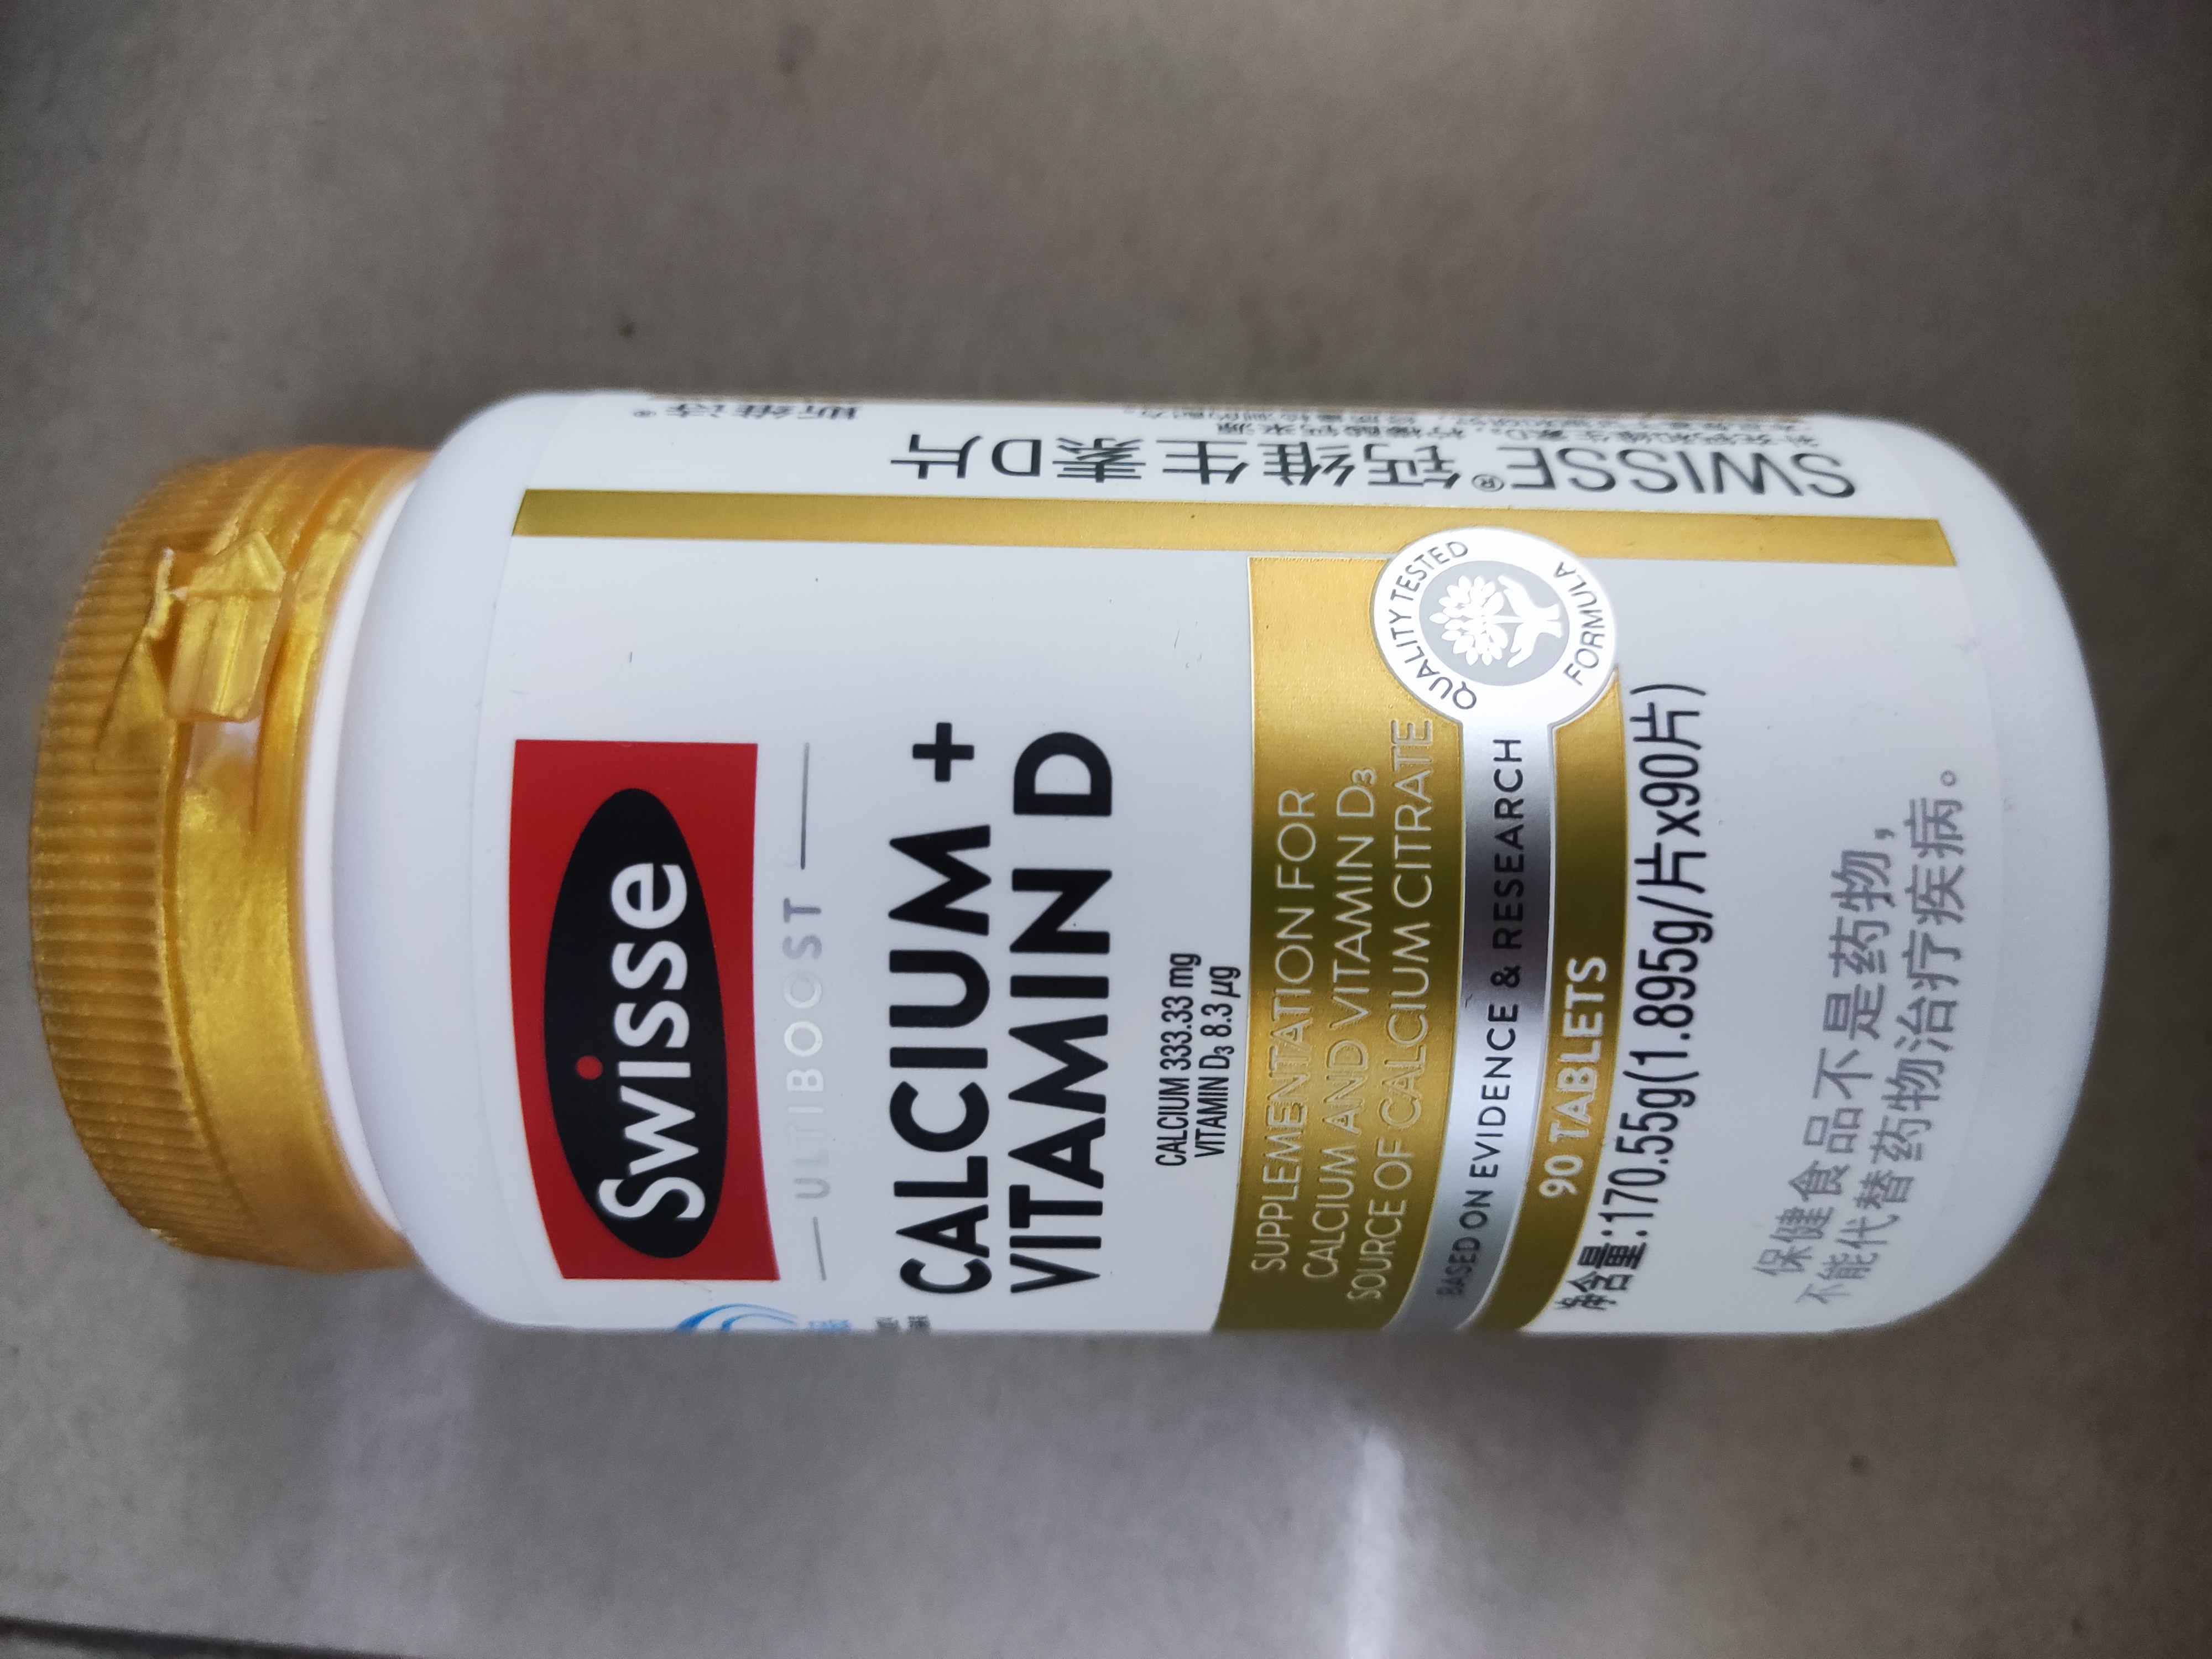 Swisse
ULTIBOOST
CALCIUM +
VITAMIN D
CALCIUM 333.33 mg
VITAMIN D₃ 8.3 µg
SUPPLEMENTATION FOR
CALCIUM AND VITAMIN D₃
SOURCE OF CALCIUM CITRATE
BASED ON EVIDENCE & RESEARCH
QUALITY TESTED
FORMULA
90 TABLETS
净含量:170.55g(1.895g/片x90片)
保健食品不是药物,
不能代替药物治疗疾病。
SWISSE®钙维生素D片
斯维诗®